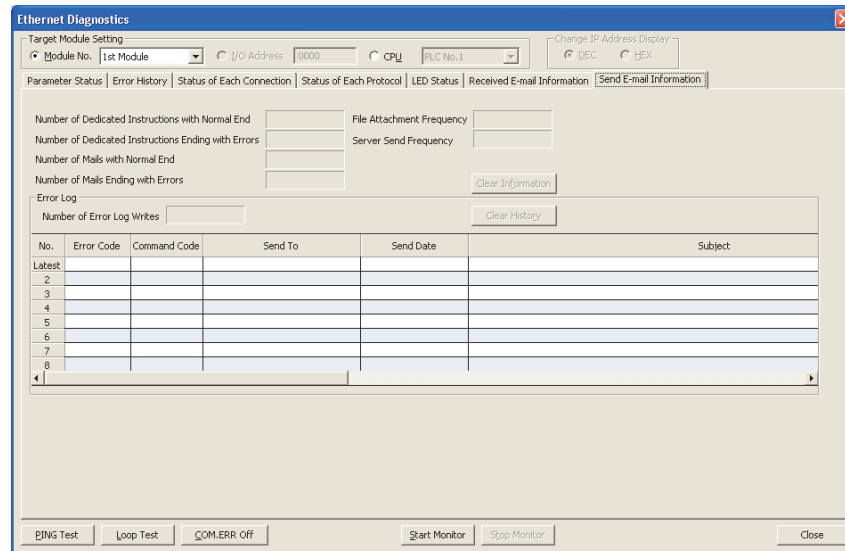 Ethernet Diagnostics
Target Module Setting
Module No. 1st Module I/O Address 0000 CPU PLC No.1
Change IP Address Display
DEC HEX
Parameter Status Error History Status of Each Connection Status of Each Protocol LED Status Received E-mail Information Send E-mail Information
Number of Dedicated Instructions with Normal End File Attachment Frequency
Number of Dedicated Instructions Ending with Errors Server Send Frequency
Number of Mails with Normal End
Number of Mails Ending with Errors Clear Information
Error Log
Number of Error Log Writes Clear History
No. Error Code Command Code Send To Send Date Subject
Latest
2
3
4
5
6
7
8
PING Test Loop Test COM.ERR Off Start Monitor Stop Monitor Close